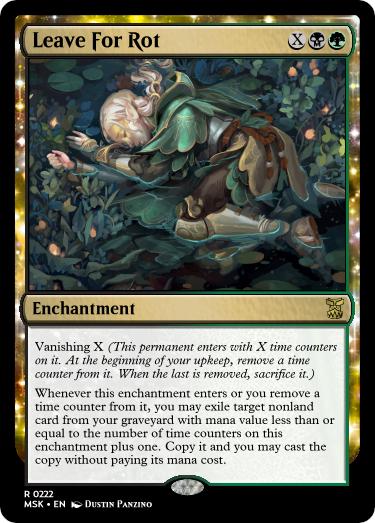 Leave For Rot X
Enchantment
Vanishing X (This permanent enters with X time counters
on it. At the beginning of your upkeep, remove a time
counter from it. When the last is removed, sacrifice it.)
Whenever this enchantment enters or you remove a
time counter from it, you may exile target nonland
card from your graveyard with mana value less than or
equal to the number of time counters on this
enchantment plus one. Copy it and you may cast the
copy without paying its mana cost.
R 0222
MSK • EN Dustin Panzino